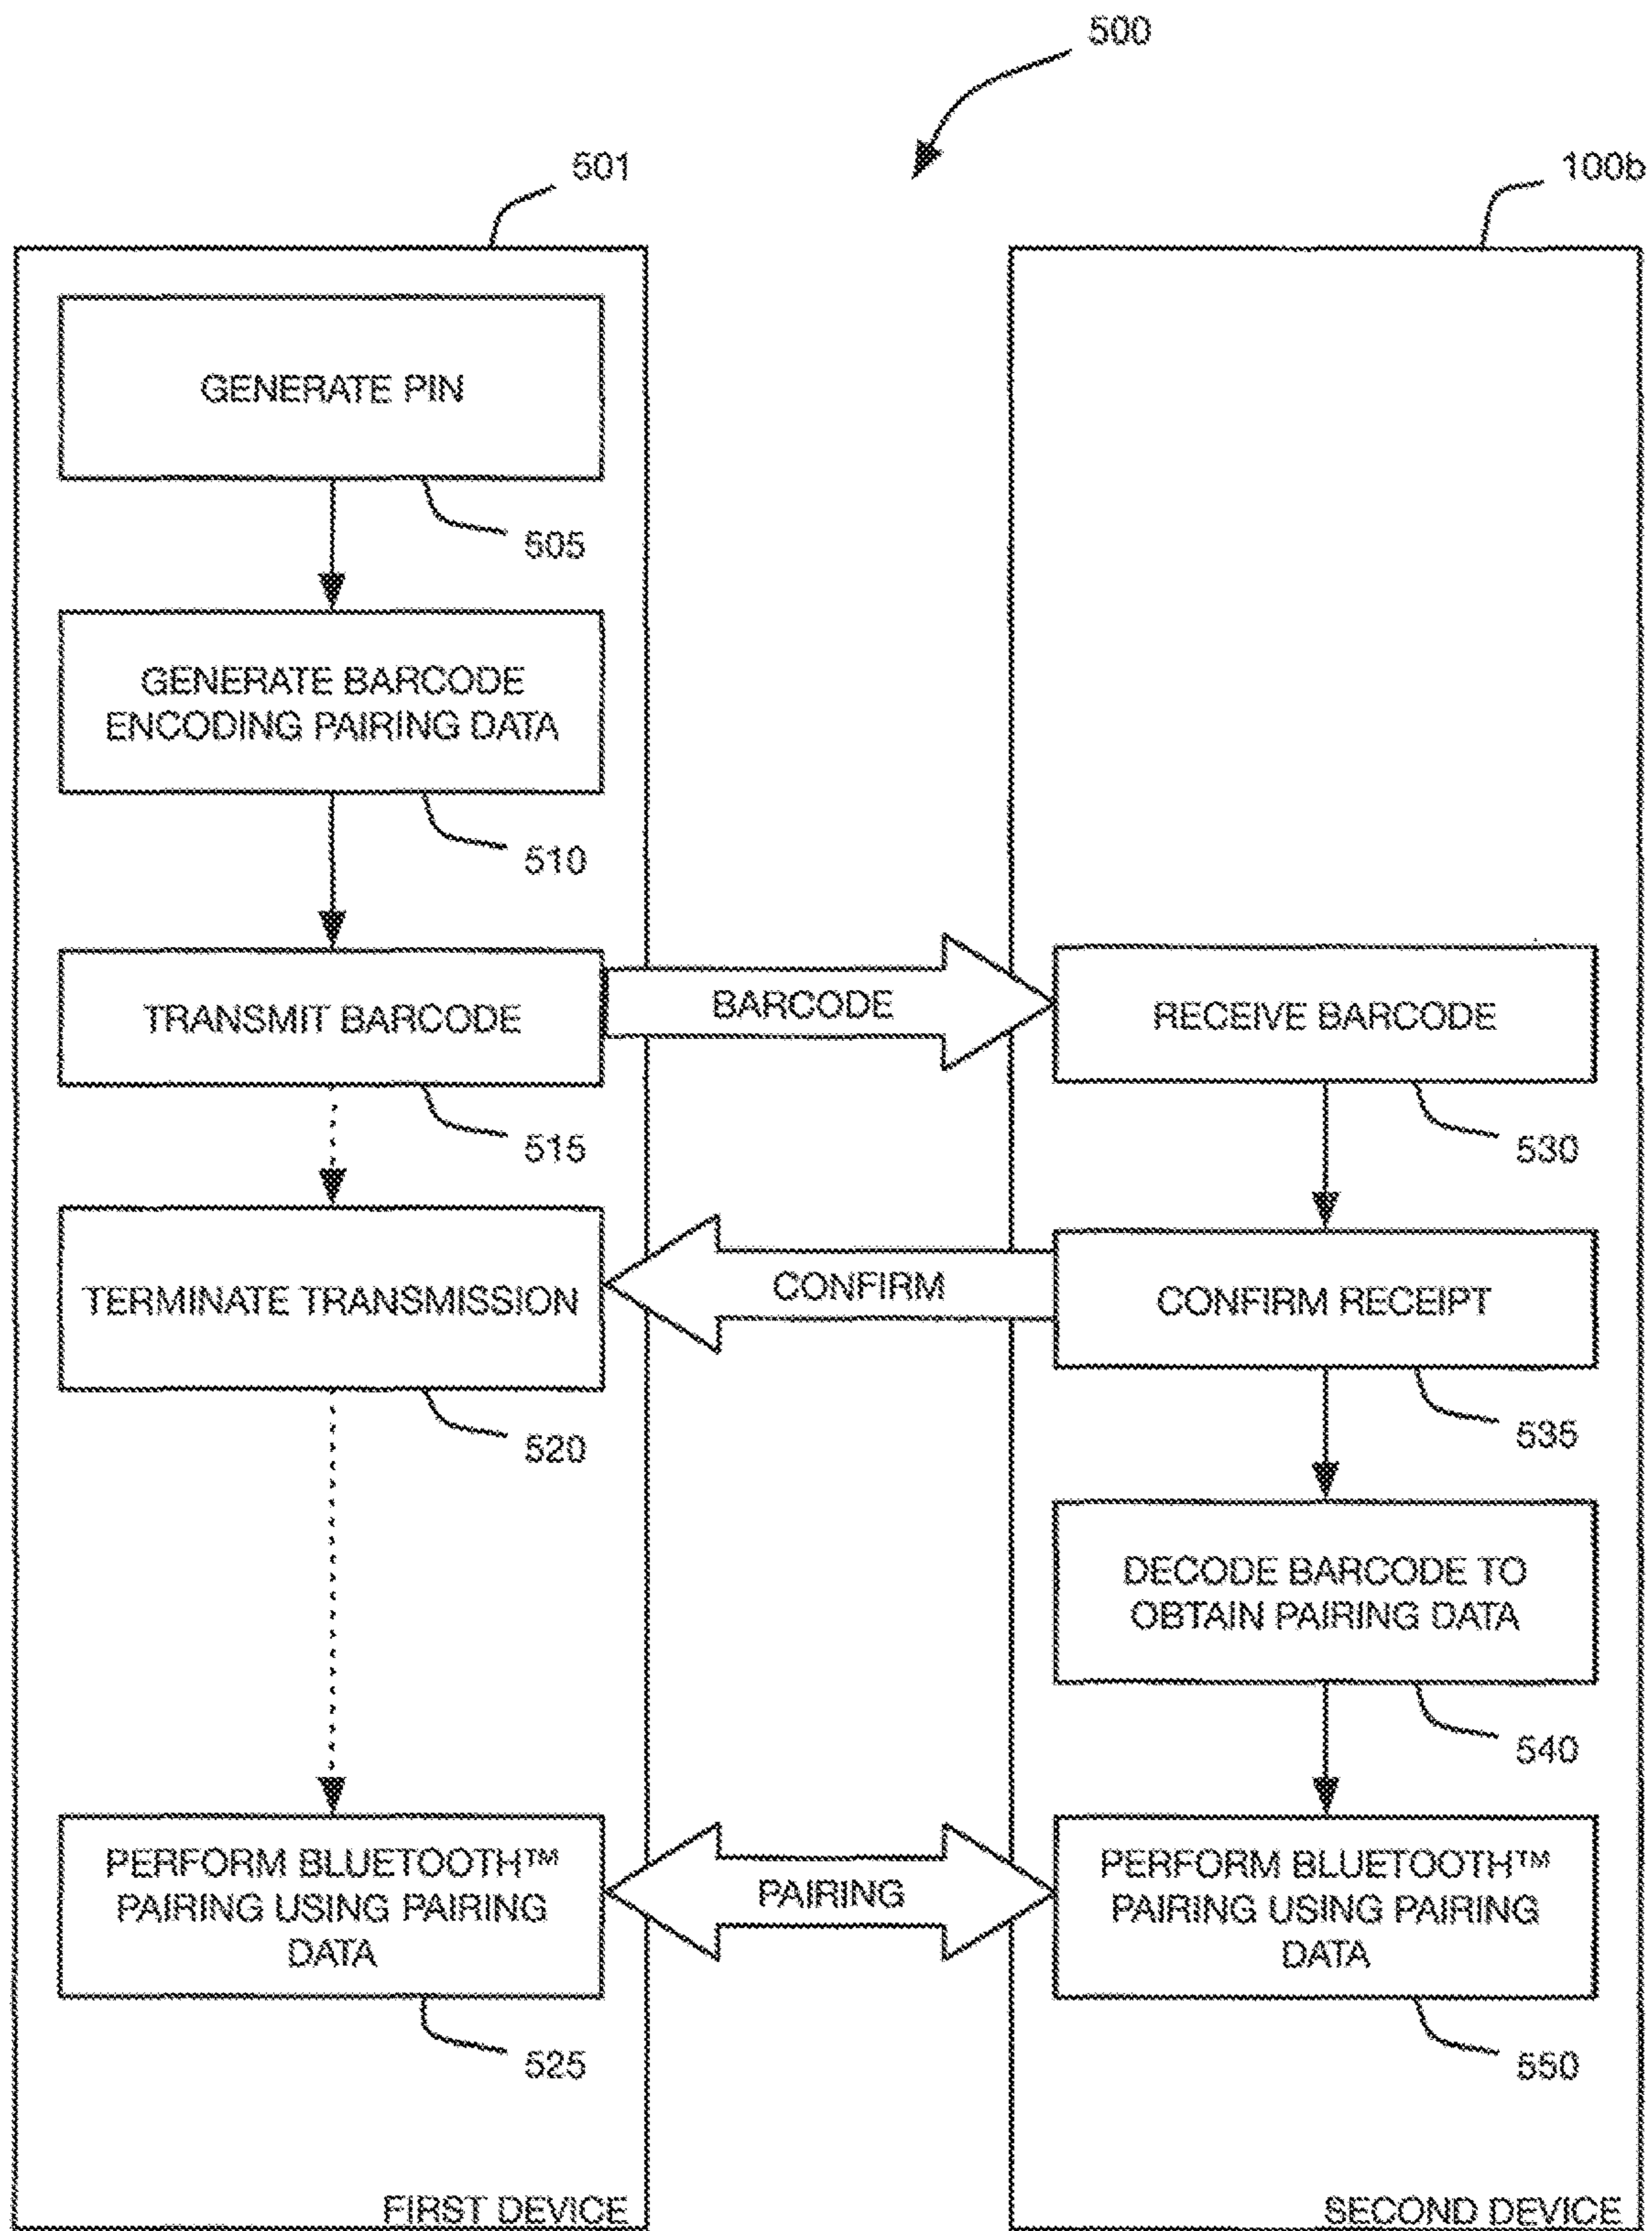 500
501
100b
GENERATE PIN
505
GENERATE BARCODE
ENCODING PAIRING DATA
510
TRANSMIT BARCODE
BARCODE
RECEIVE BARCODE
515
530
TERMINATE TRANSMISSION
CONFIRM
CONFIRM RECEIPT
520
535
DECODE BARCODE TO
OBTAIN PAIRING DATA
540
PERFORM BLUETOOTH™
PAIRING USING PAIRING
DATA
PAIRING
PERFORM BLUETOOTH™
PAIRING USING PAIRING
DATA
525
550
FIRST DEVICE
SECOND DEVICE